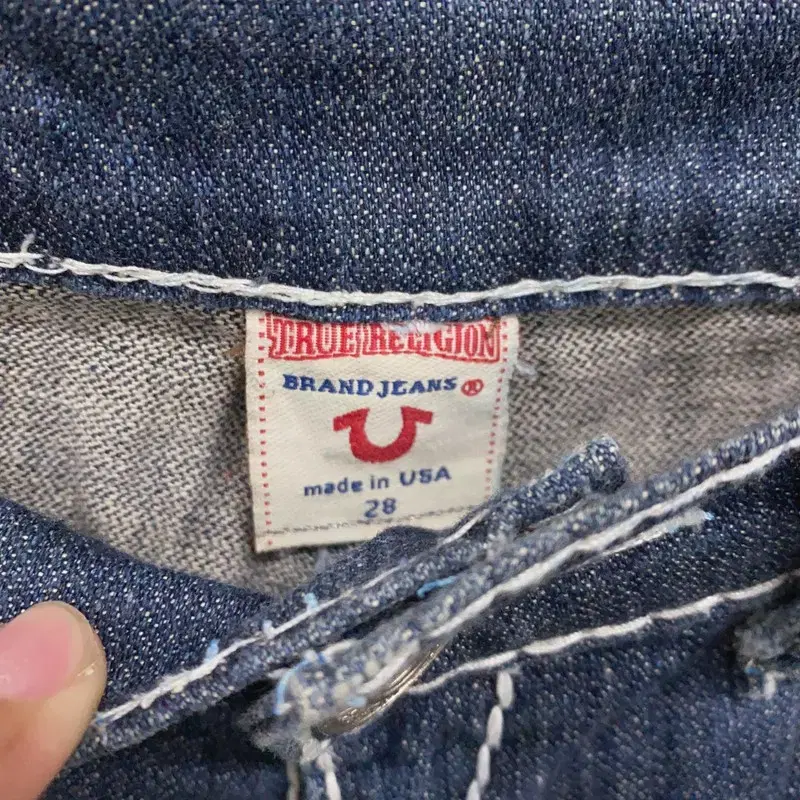 TRUE RELIGION
BRAND JEANS ®
made in USA
28